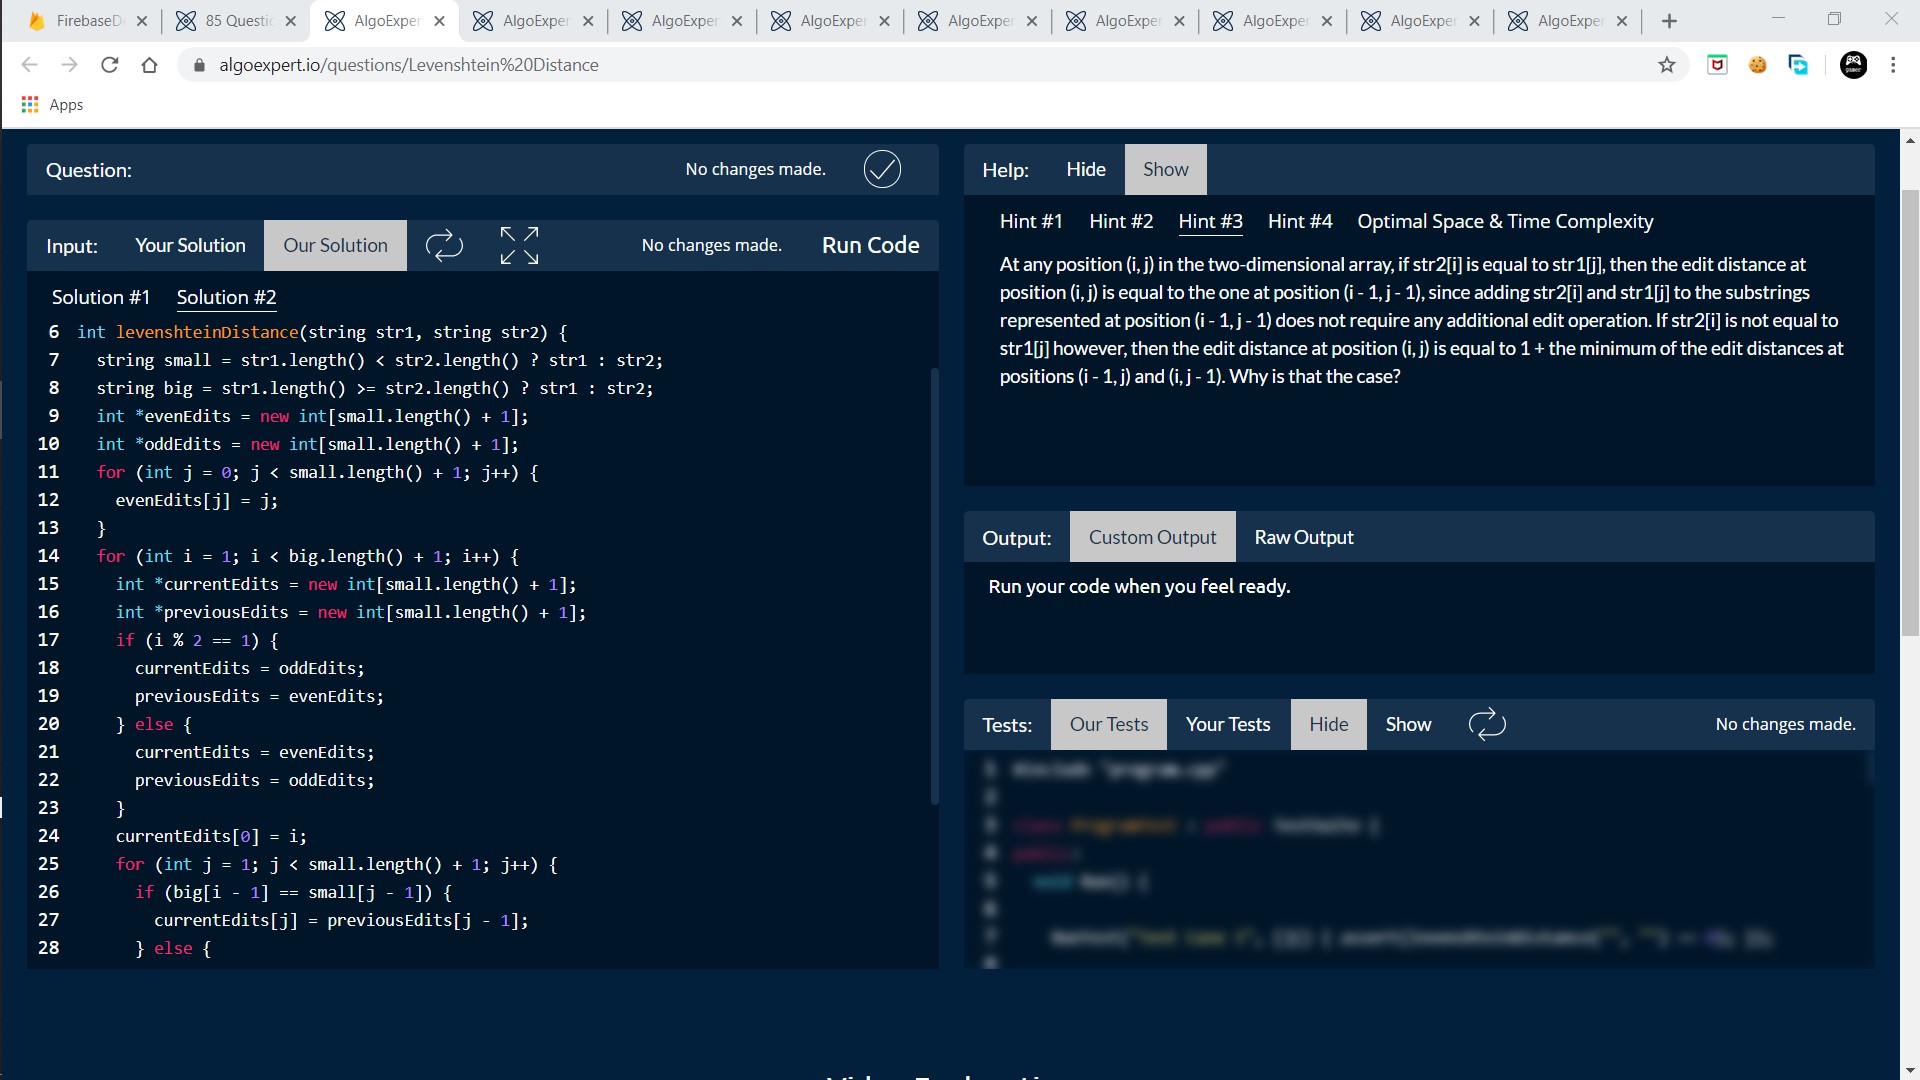 FirebaseD
85 Questic
AlgoExper
AlgoExper
AlgoExper
AlgoExper
AlgoExper
AlgoExper
AlgoExper
AlgoExper
AlgoExper
algoexpert.io/questions/Levenshtein%20Distance
Apps
Question:
No changes made.
Input:
Your Solution
Our Solution
No changes made.
Run Code
Solution #1
Solution #2
6 int levenshteinDistance(string str1, string str2) {
7 string small = str1.length() < str2.length() ? str1 : str2;
8 string big = str1.length() >= str2.length() ? str1 : str2;
9 int *evenEdits = new int[small.length() + 1];
10 int *oddEdits = new int[small.length() + 1];
11 for (int j = 0; j < small.length() + 1; j++) {
12 evenEdits[j] = j;
13 }
14 for (int i = 1; i < big.length() + 1; i++) {
15 int *currentEdits = new int[small.length() + 1];
16 int *previousEdits = new int[small.length() + 1];
17 if (i % 2 == 1) {
18 currentEdits = oddEdits;
19 previousEdits = evenEdits;
20 } else {
21 currentEdits = evenEdits;
22 previousEdits = oddEdits;
23 }
24 currentEdits[0] = i;
25 for (int j = 1; j < small.length() + 1; j++) {
26 if (big[i - 1] == small[j - 1]) {
27 currentEdits[j] = previousEdits[j - 1];
28 } else {
Help:
Hide
Show
Hint #1
Hint #2
Hint #3
Hint #4
Optimal Space & Time Complexity
At any position (i, j) in the two-dimensional array, if str2[i] is equal to str1[j], then the edit distance at
position (i, j) is equal to the one at position (i - 1, j - 1), since adding str2[i] and str1[j] to the substrings
represented at position (i - 1, j - 1) does not require any additional edit operation. If str2[i] is not equal to
str1[j] however, then the edit distance at position (i, j) is equal to 1 + the minimum of the edit distances at
positions (i - 1, j) and (i, j - 1). Why is that the case?
Output:
Custom Output
Raw Output
Run your code when you feel ready.
Tests:
Our Tests
Your Tests
Hide
Show
No changes made.